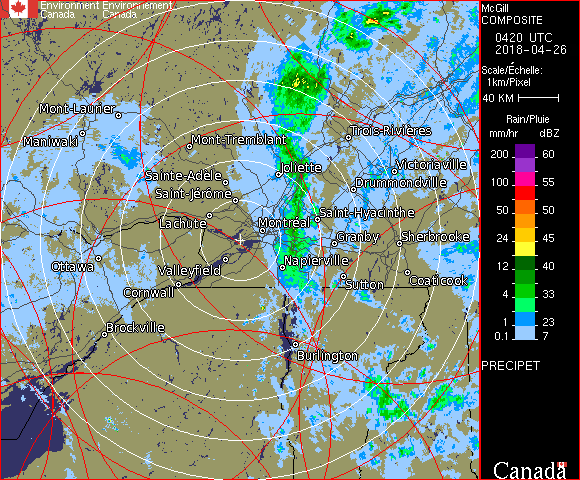 Environment Environnement
Canada Canada
McGill
COMPOSITE
0420 UTC
2018-04-26
Scale/Échelle:
1km/Pixel
40 KM
Rain/Pluie
mm/hr dBZ
200 60
100 55
50 50
24 45
12 40
4 33
1 23
0.1 7
PRECIPET
Canada
Mont-Laurier
Maniwaki
Mont-Tremblant
Trois-Rivières
Joliette
Victoriaville
Sainte-Adèle
Drummondville
Saint-Jérôme
Lachute
Saint-Hyacinthe
Montréal
Granby
Sherbrooke
Ottawa
Valleyfield
Napierville
Cornwall
Sutton
Coaticook
Brockville
Burlington